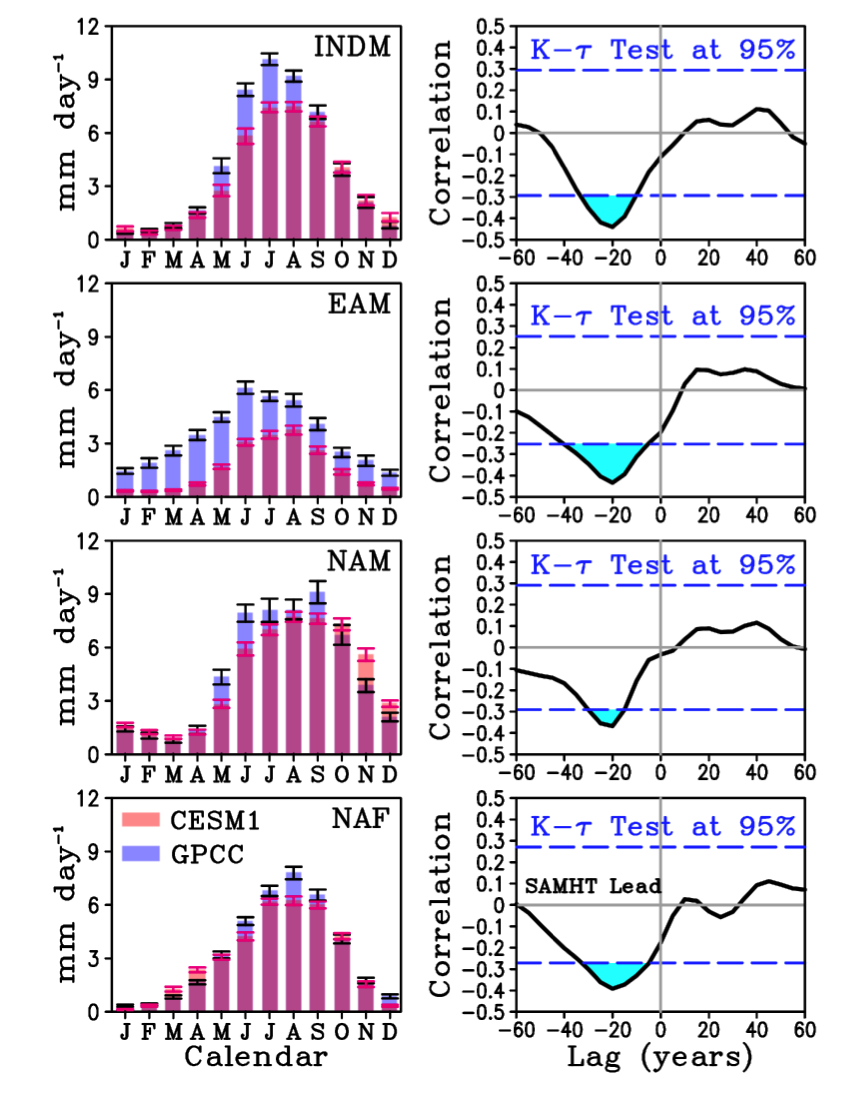 12
9
6
3
0
mm day⁻¹
INDM
J F M A M J J A S O N D
0.5
0.4
0.3
0.2
0.1
0
-0.1
-0.2
-0.3
-0.4
-0.5
Correlation
K-τ Test at 95%
-60 -40 -20 0 20 40 60
12
9
6
3
0
mm day⁻¹
EAM
J F M A M J J A S O N D
0.5
0.4
0.3
0.2
0.1
0
-0.1
-0.2
-0.3
-0.4
-0.5
Correlation
K-τ Test at 95%
-60 -40 -20 0 20 40 60
12
9
6
3
0
mm day⁻¹
NAM
J F M A M J J A S O N D
0.5
0.4
0.3
0.2
0.1
0
-0.1
-0.2
-0.3
-0.4
-0.5
Correlation
K-τ Test at 95%
-60 -40 -20 0 20 40 60
12
9
6
3
0
mm day⁻¹
CESM1
GPCC
NAF
J F M A M J J A S O N D
Calendar
0.5
0.4
0.3
0.2
0.1
0
-0.1
-0.2
-0.3
-0.4
-0.5
Correlation
K-τ Test at 95%
SAMHT Lead
-60 -40 -20 0 20 40 60
Lag (years)